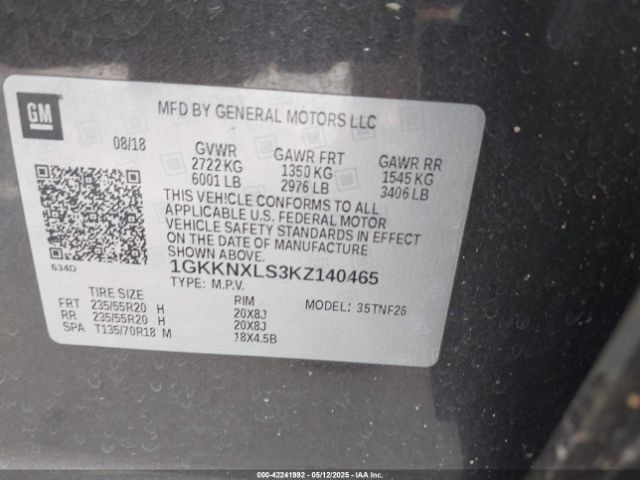 GM
MFD BY GENERAL MOTORS LLC
08/18
GVWR GAWR FRT GAWR RR
2722 KG 1350 KG 1545 KG
6001 LB 2976 LB 3406 LB
THIS VEHICLE CONFORMS TO ALL
APPLICABLE U.S. FEDERAL MOTOR
VEHICLE SAFETY STANDARDS IN EFFECT
ON THE DATE OF MANUFACTURE
SHOWN ABOVE.
634D
1GKKNXLS3KZ140465
TYPE: M.P.V.
TIRE SIZE RIM MODEL: 35TNF26
FRT 235/55R20 H 20X8J
RR 235/55R20 H 20X8J
SPA T135/70R18 M 18X4.5B
000-42241992 - 05/12/2025 - IAAI.COM